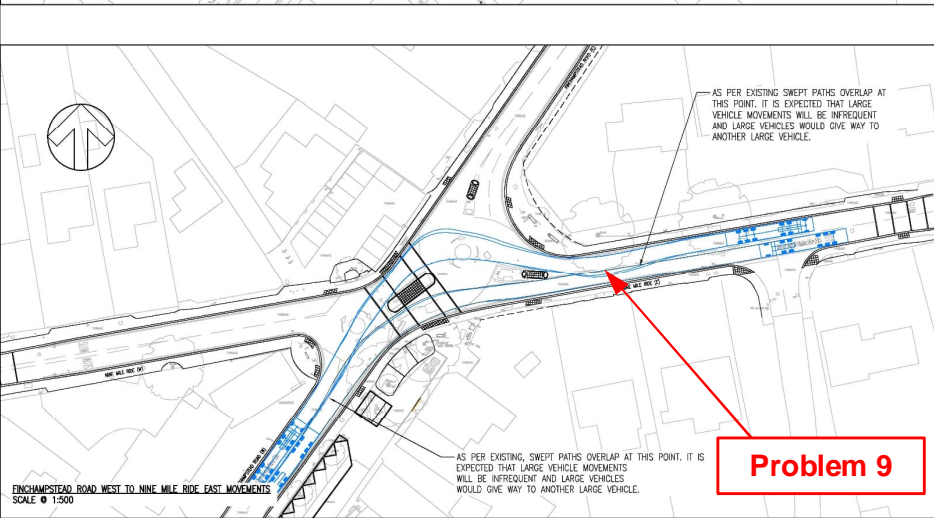 FINCHAMPSTEAD ROAD (E)
AS PER EXISTING SWEPT PATHS OVERLAP AT
THIS POINT. IT IS EXPECTED THAT LARGE
VEHICLE MOVEMENTS WILL BE INFREQUENT
AND LARGE VEHICLES WOULD GIVE WAY TO
ANOTHER LARGE VEHICLE.
NINE MILE RIDE (E)
NINE MILE RIDE (W)
AS PER EXISTING, SWEPT PATHS OVERLAP AT THIS POINT. IT IS
EXPECTED THAT LARGE VEHICLE MOVEMENTS
WILL BE INFREQUENT AND LARGE VEHICLES
WOULD GIVE WAY TO ANOTHER LARGE VEHICLE.
Problem 9
FINCHAMPSTEAD ROAD WEST TO NINE MILE RIDE EAST MOVEMENTS
SCALE @ 1:500